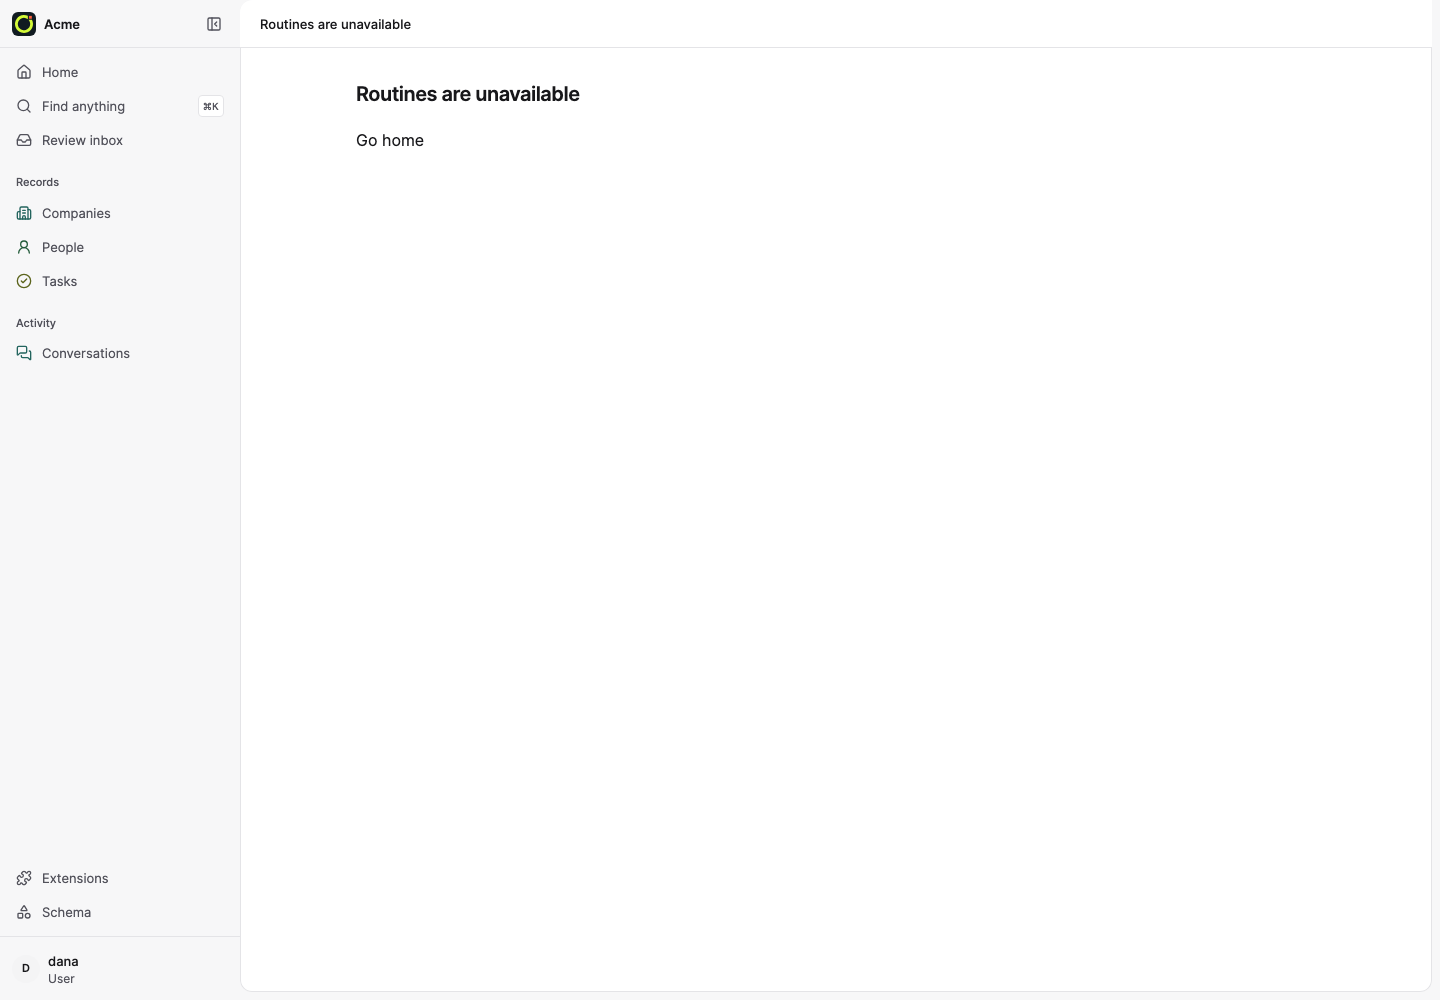 Acme
Home
Find anything
⌘K
Review inbox
Records
Companies
People
Tasks
Activity
Conversations
Extensions
Schema
D
dana
User
Routines are unavailable
Routines are unavailable
Go home